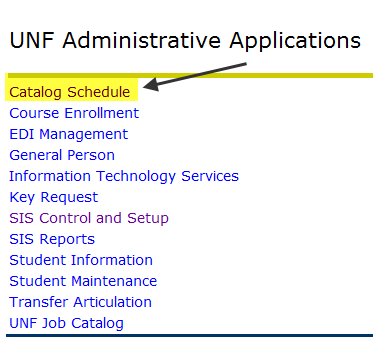 UNF Administrative Applications
Catalog Schedule
Course Enrollment
EDI Management
General Person
Information Technology Services
Key Request
SIS Control and Setup
SIS Reports
Student Information
Student Maintenance
Transfer Articulation
UNF Job Catalog